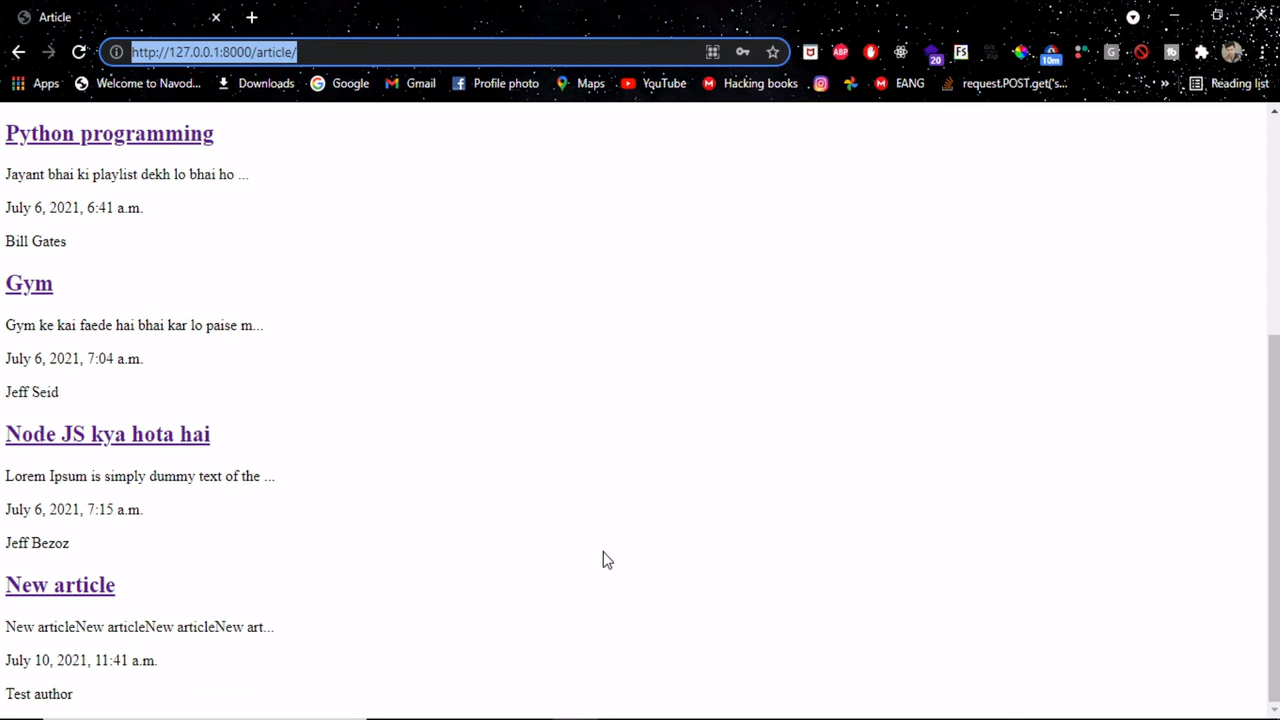 Article
http://127.0.0.1:8000/article/
ABP
20
FS
10m
G
Apps
Welcome to Navod...
Downloads
Google
Gmail
Profile photo
Maps
YouTube
Hacking books
EANG
request.POST.get('s...
»
Reading list
Python programming
Jayant bhai ki playlist dekh lo bhai ho ...
July 6, 2021, 6:41 a.m.
Bill Gates
Gym
Gym ke kai faede hai bhai kar lo paise m...
July 6, 2021, 7:04 a.m.
Jeff Seid
Node JS kya hota hai
Lorem Ipsum is simply dummy text of the ...
July 6, 2021, 7:15 a.m.
Jeff Bezoz
New article
New articleNew articleNew articleNew art...
July 10, 2021, 11:41 a.m.
Test author